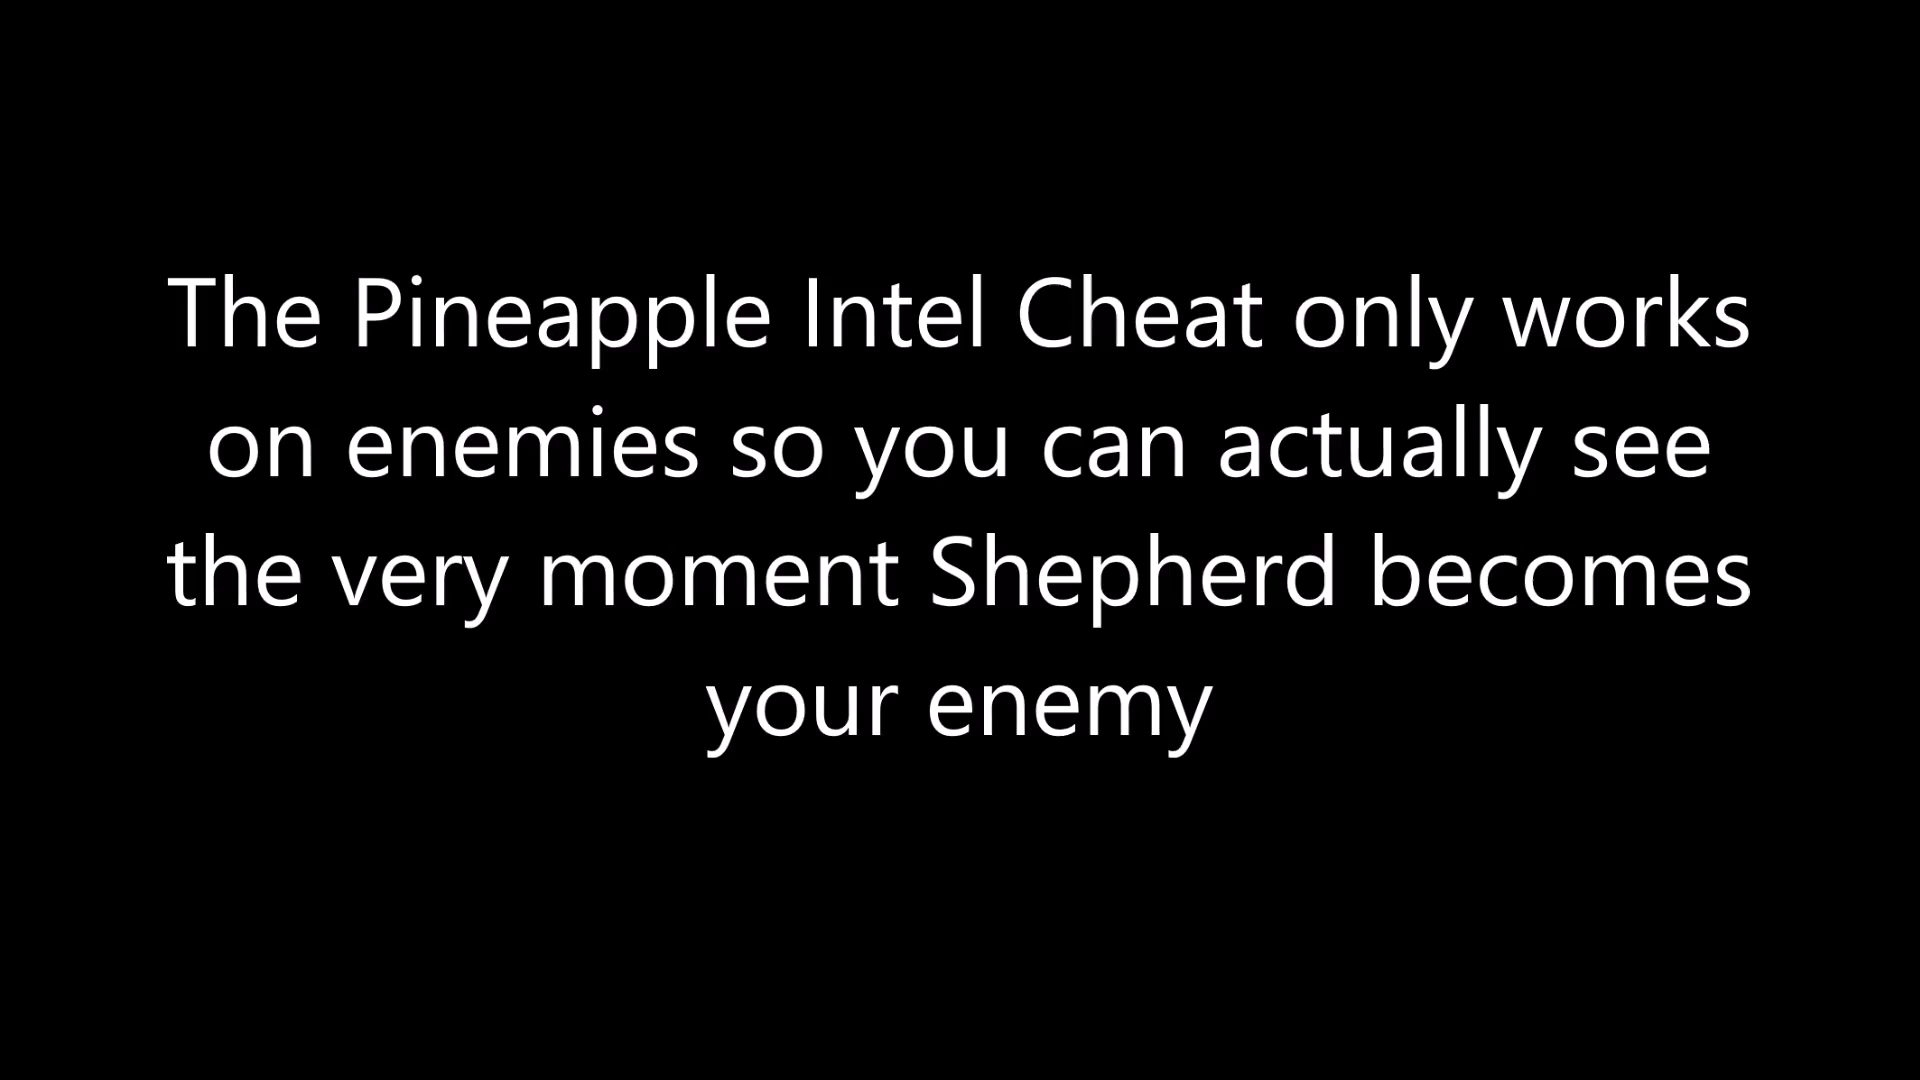 The Pineapple Intel Cheat only works
on enemies so you can actually see
the very moment Shepherd becomes
your enemy